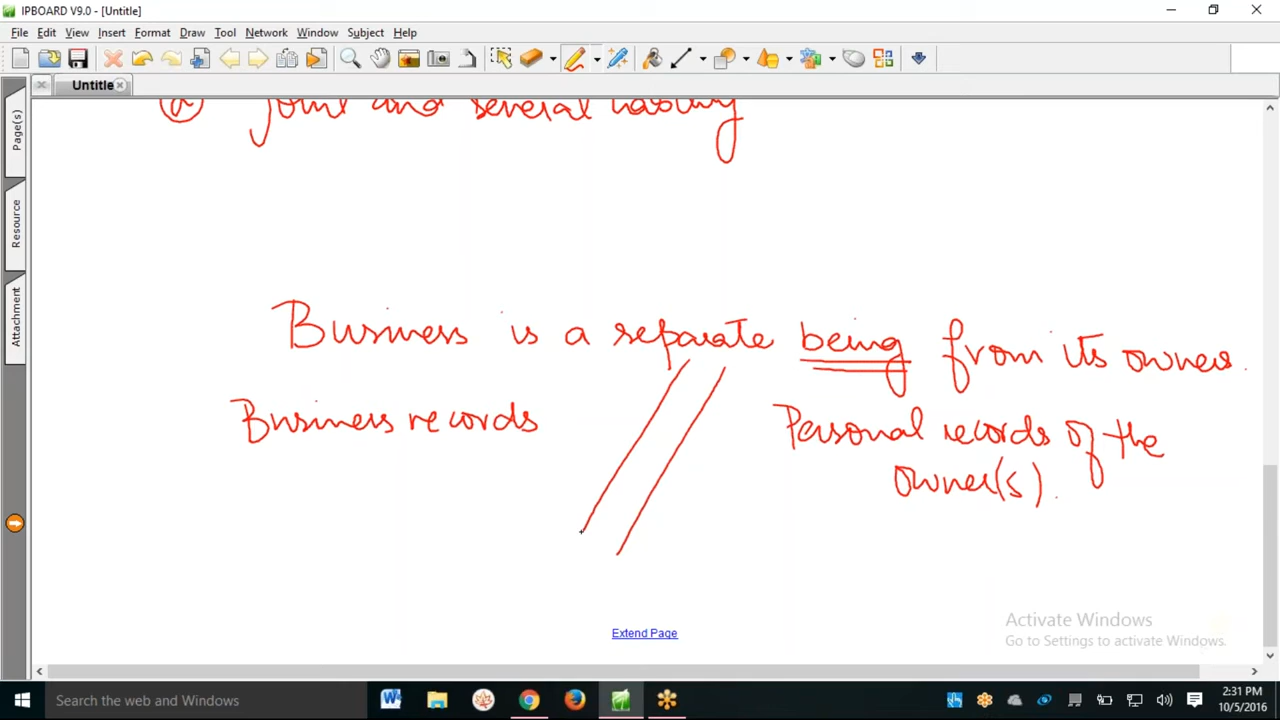 IPBOARD V9.0 - [Untitle]
File Edit View Insert Format Draw Tool Network Window Subject Help
Untitle
Page(s)
Resource
Attachment
joint and several liability
Business is a separate being from its owner.
Business records
Personal records of the
owner(s).
Extend Page
Activate Windows
Go to Settings to activate Windows.
Search the web and Windows
2:31 PM
10/5/2016